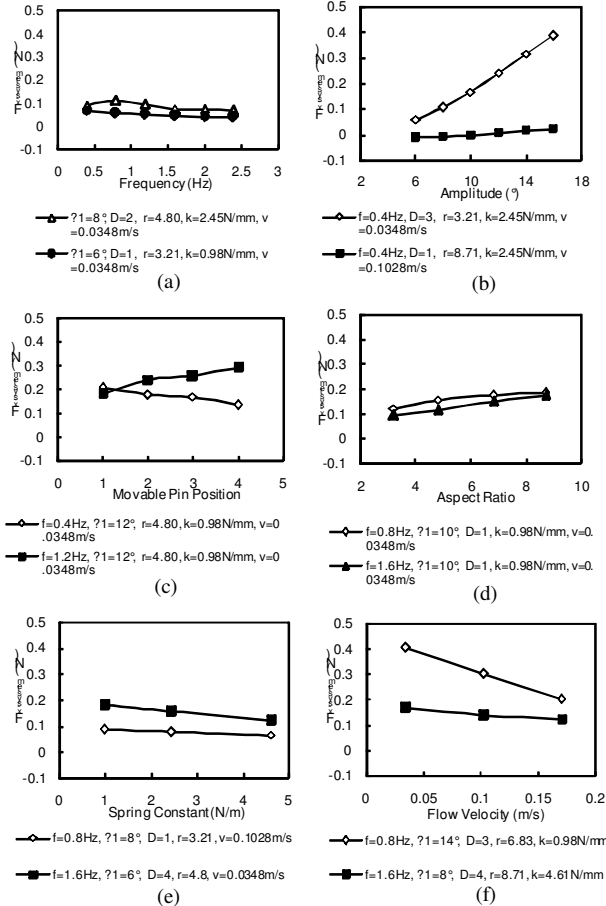 0.5
0.4
0.3
0.2
0.1
0
-0.1
0 0.5 1 1.5 2 2.5 3
Frequency (Hz)
?1=8°, D=2, r=4.80, k=2.45N/mm, v
=0.0348m/s
?1=6°, D=1, r=3.21, k=0.98N/mm, v
=0.0348m/s
(a)
0.5
0.4
0.3
0.2
0.1
0
-0.1
2 6 10 14 18
Amplitude (°)
f=0.4Hz, D=3, r=3.21, k=2.45N/mm, v
=0.0348m/s
f=0.4Hz, D=1, r=8.71, k=2.45N/mm, v
=0.1028m/s
(b)
0.5
0.4
0.3
0.2
0.1
0
-0.1
0 1 2 3 4 5
Movable Pin Position
f=0.4Hz, ?1=12°, r=4.80, k=0.98N/mm, v=0
.0348m/s
f=1.2Hz, ?1=12°, r=4.80, k=0.98N/mm, v=0
.0348m/s
(c)
0.5
0.4
0.3
0.2
0.1
0
-0.1
2 4 6 8 10
Aspect Ratio
f=0.8Hz, ?1=10°, D=1, k=0.98N/mm, v=0.
0348m/s
f=1.6Hz, ?1=10°, D=1, k=0.98N/mm, v=0.
0348m/s
(d)
0.5
0.4
0.3
0.2
0.1
0
-0.1
0 1 2 3 4 5
Spring Constant (N/m)
f=0.8Hz, ?1=8°, D=1, r=3.21, v=0.1028m/s
f=1.6Hz, ?1=6°, D=4, r=4.8, v=0.0348m/s
(e)
0.5
0.4
0.3
0.2
0.1
0
-0.1
0 0.05 0.1 0.15 0.2
Flow Velocity (m/s)
f=0.8Hz, ?1=14°, D=3, r=6.83, k=0.98N/mm
f=1.6Hz, ?1=8°, D=4, r=8.71, k=4.61N/mm
(f)